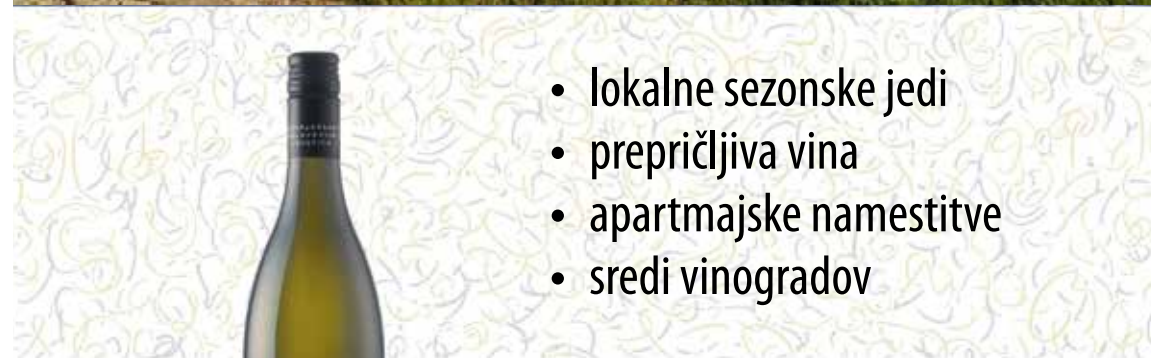 • lokalne sezonske jedi
• prepričljiva vina
• apartmajske namestitve
• sredi vinogradov